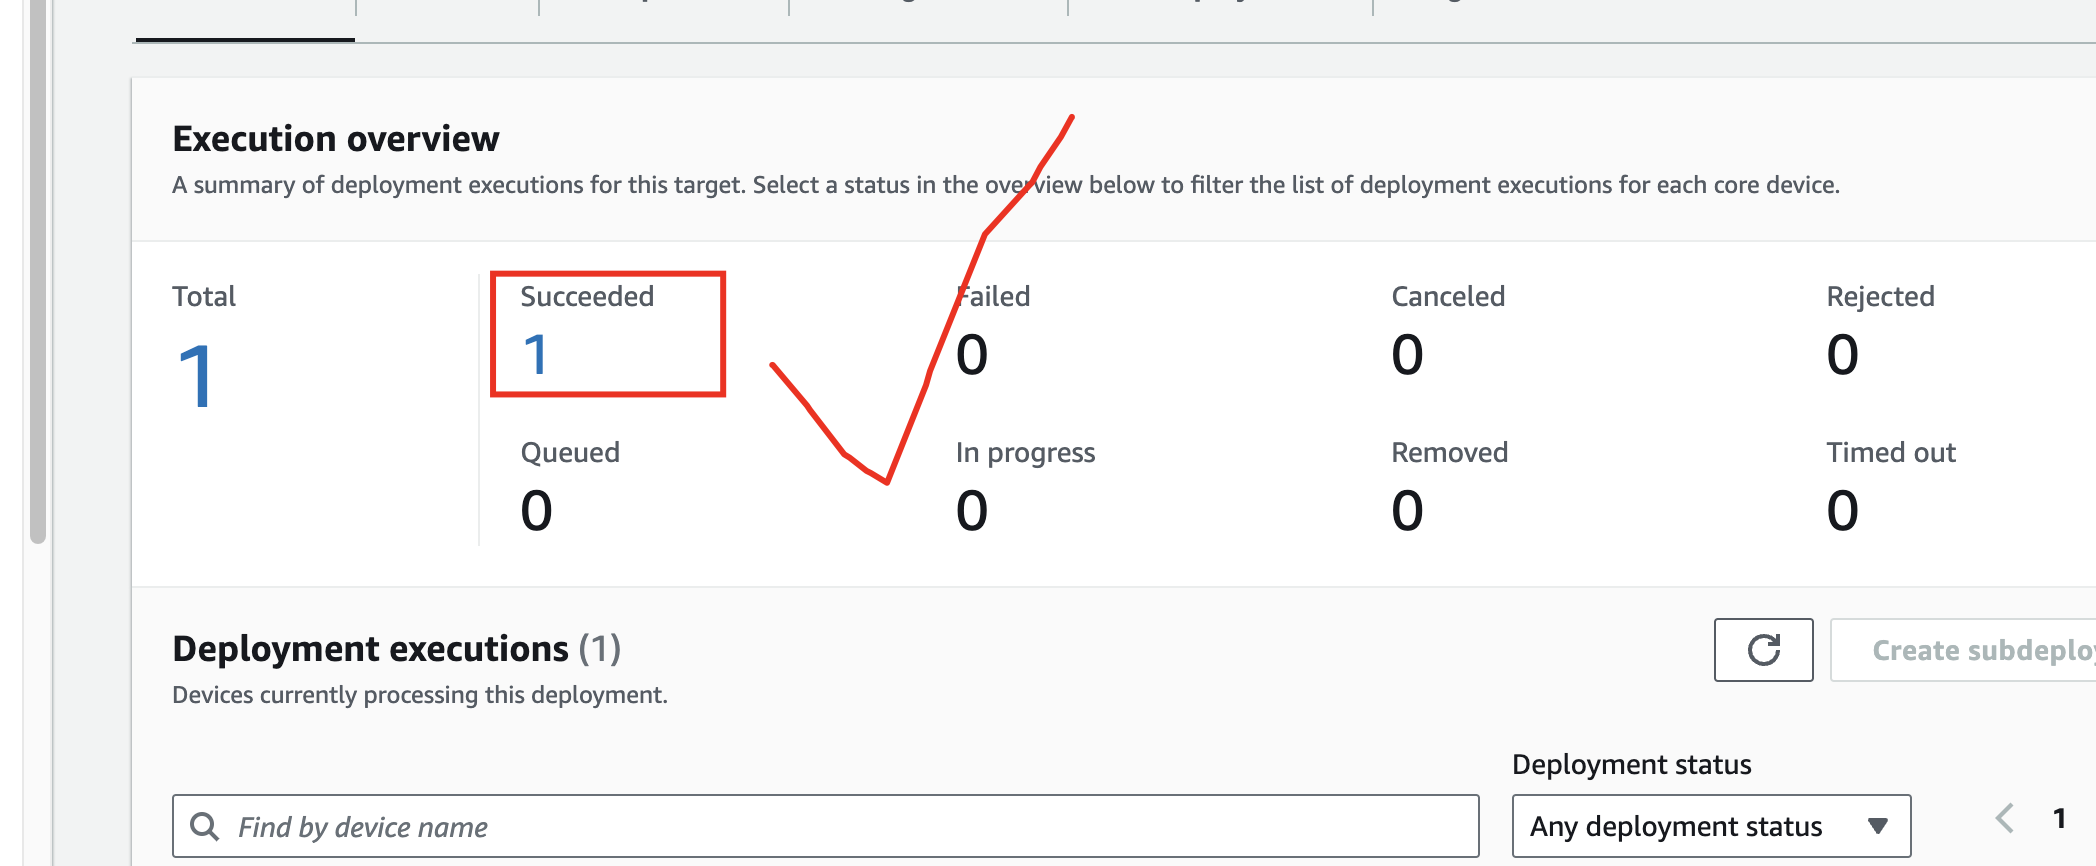 Execution overview
A summary of deployment executions for this target. Select a status in the overview below to filter the list of deployment executions for each core device.
Total
1
Succeeded
1
Failed
0
Canceled
0
Rejected
0
Queued
0
In progress
0
Removed
0
Timed out
0
Deployment executions (1)
Devices currently processing this deployment.
Create subdeplo
Deployment status
Find by device name
Any deployment status
1